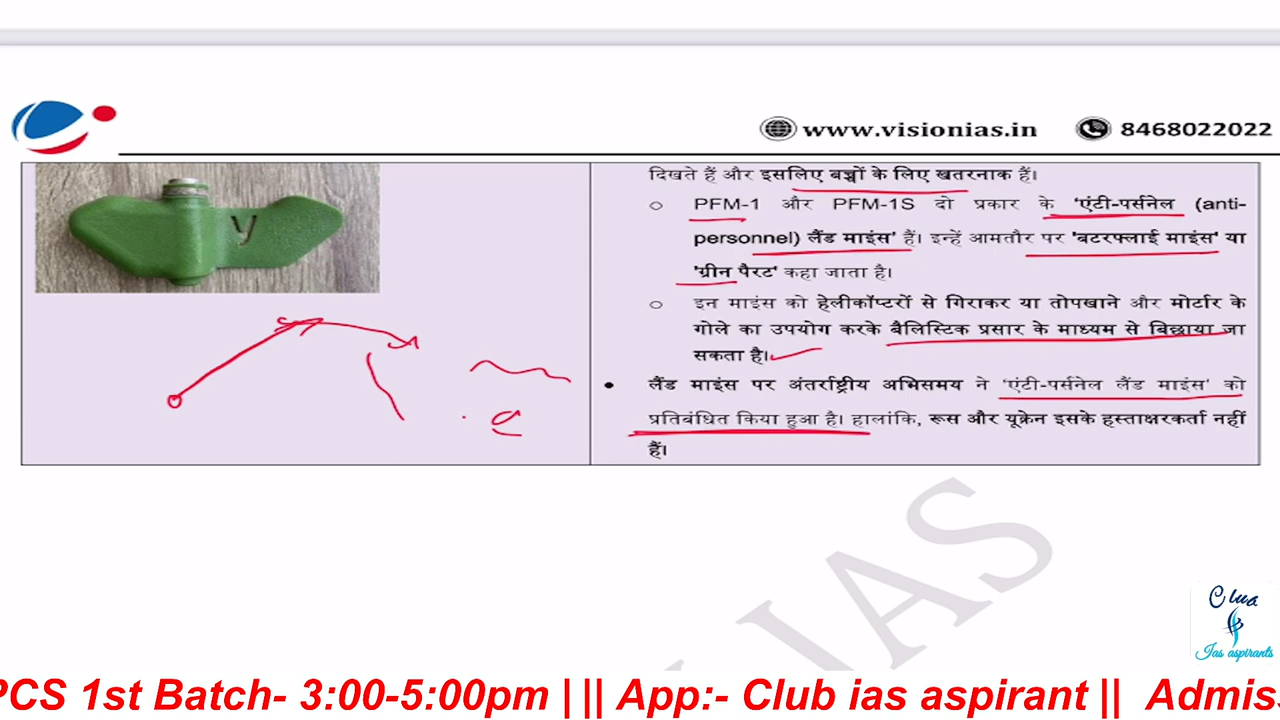 www.visionias.in 8468022022
दिखते हैं और इसलिए बच्चों के लिए खतरनाक हैं।
○ PFM-1 और PFM-1S दो प्रकार के 'एंटी-पर्सनेल (anti-
personnel) लैंड माइंस' हैं। इन्हें आमतौर पर 'बटरफ्लाई माइंस' या
'ग्रीन पैरट' कहा जाता है।
○ इन माइंस को हेलीकॉप्टरों से गिराकर या तोपखाने और मोर्टार के
गोले का उपयोग करके बैलिस्टिक प्रसार के माध्यम से बिछाया जा
सकता है।
● लैंड माइंस पर अंतर्राष्ट्रीय अभिसमय ने 'एंटी-पर्सनेल लैंड माइंस' को
प्रतिबंधित किया हुआ है। हालांकि, रूस और यूक्रेन इसके हस्ताक्षरकर्ता नहीं
हैं।
IAS
Club
Ias aspirants
PCS 1st Batch- 3:00-5:00pm | || App:- Club ias aspirant || Admis